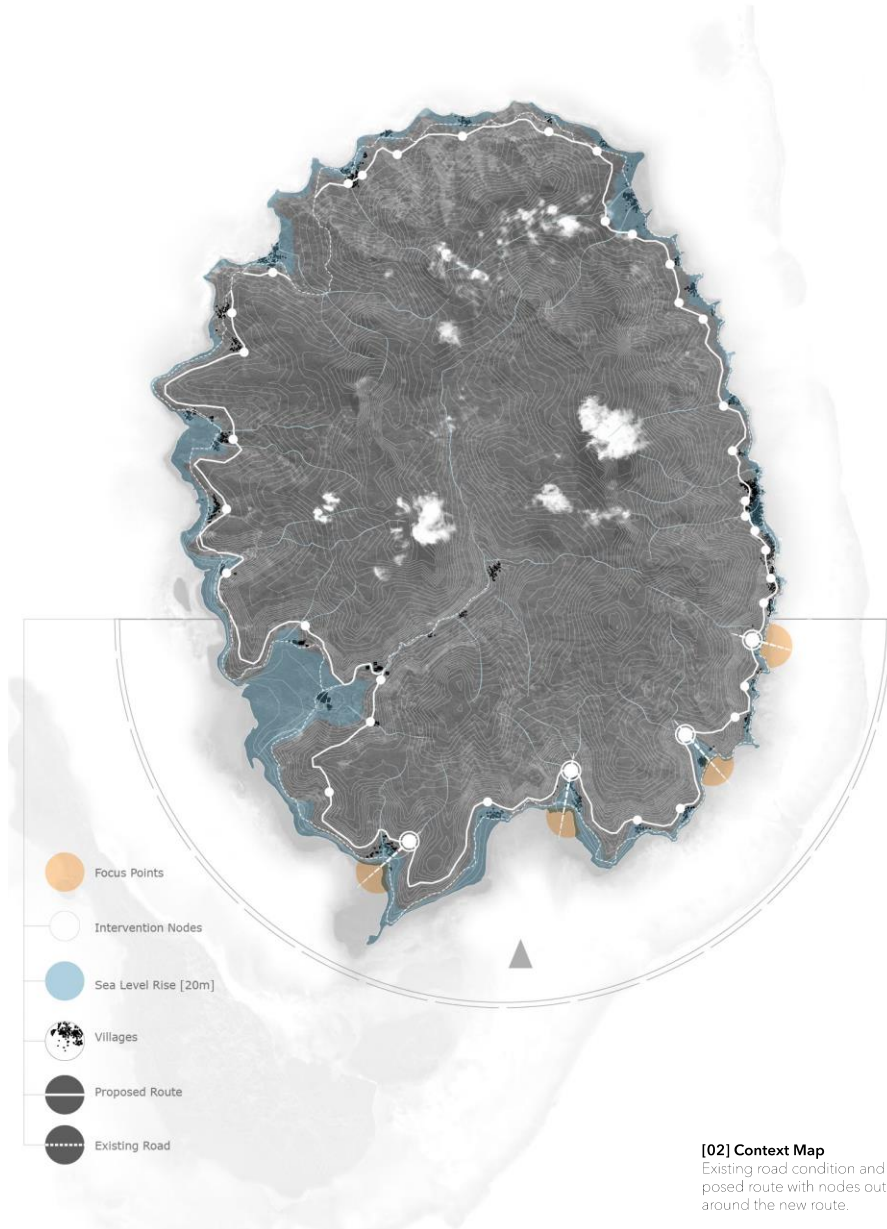 Focus Points
Intervention Nodes
Sea Level Rise [20m]
Villages
Proposed Route
Existing Road
[02] Context Map
Existing road condition and
posed route with nodes out
around the new route.